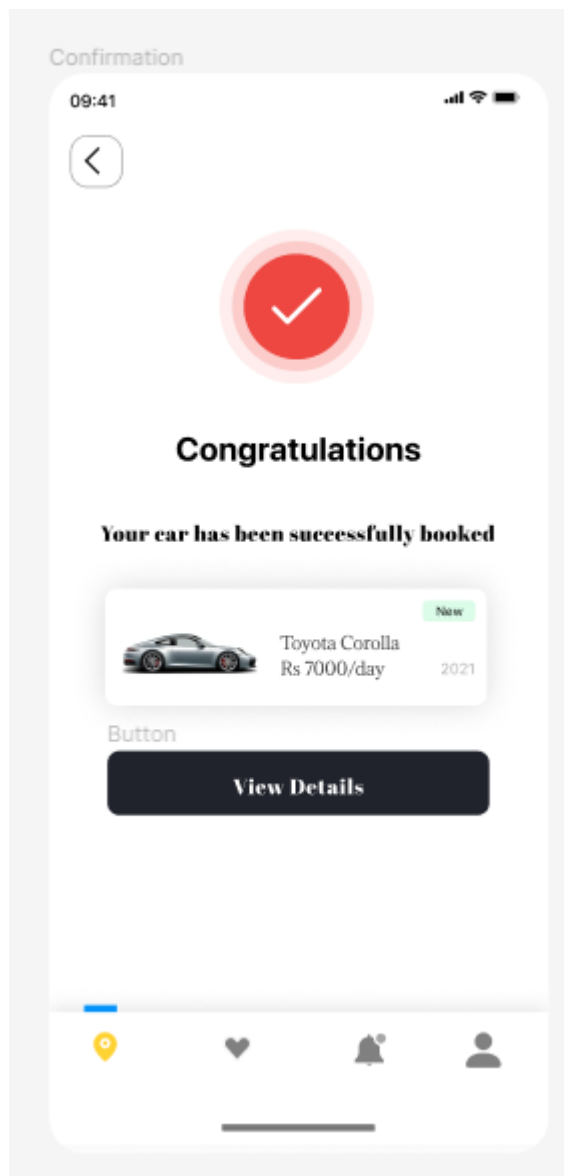 Confirmation
09:41
Congratulations
Your car has been successfully booked
New
Toyota Corolla
Rs 7000/day
2021
Button
View Details